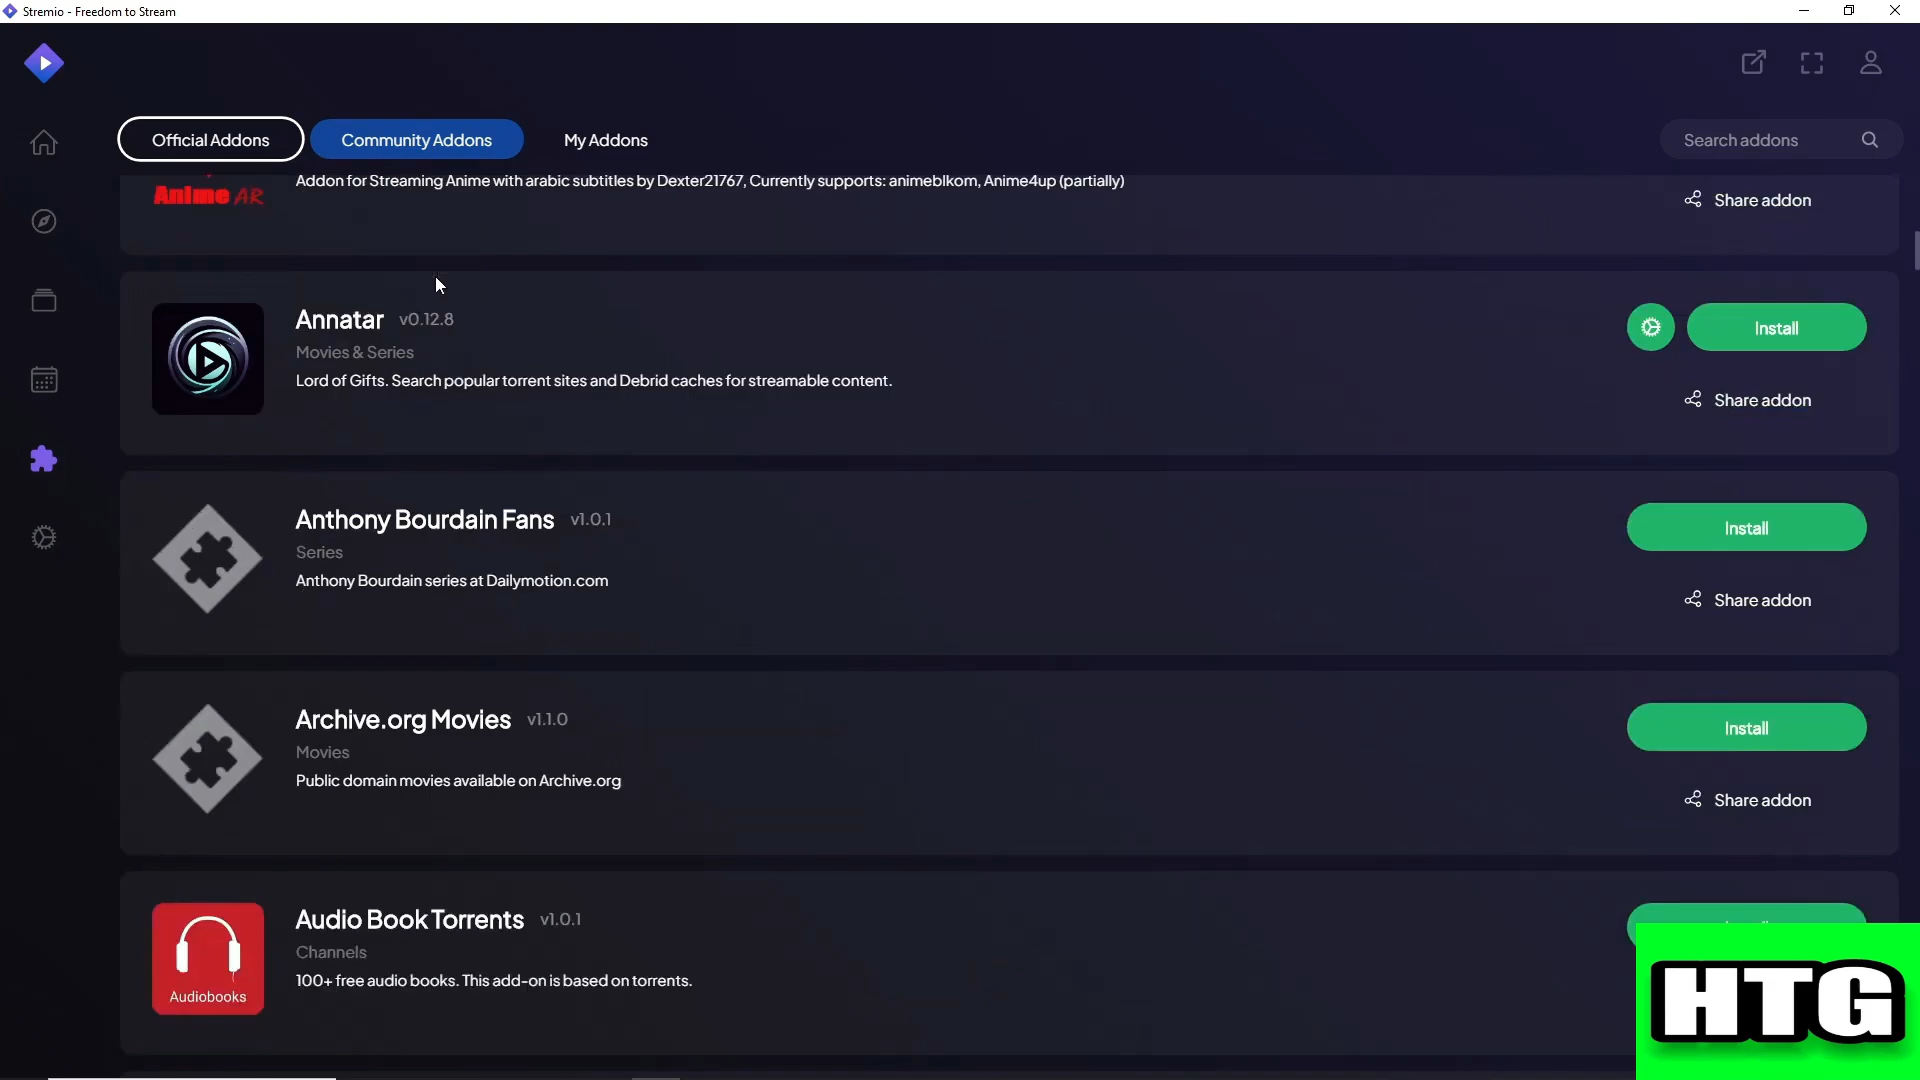 Stremio - Freedom to Stream
Official Addons
Community Addons
My Addons
Search addons
Anime AR
Addon for Streaming Anime with arabic subtitles by Dexter21767, Currently supports: animeblkom, Anime4up (partially)
Share addon
Annatar v0.12.8
Movies & Series
Lord of Gifts. Search popular torrent sites and Debrid caches for streamable content.
Install
Share addon
Anthony Bourdain Fans v1.0.1
Series
Anthony Bourdain series at Dailymotion.com
Install
Share addon
Archive.org Movies v1.1.0
Movies
Public domain movies available on Archive.org
Install
Share addon
Audiobooks
Audio Book Torrents v1.0.1
Channels
100+ free audio books. This add-on is based on torrents.
HTG